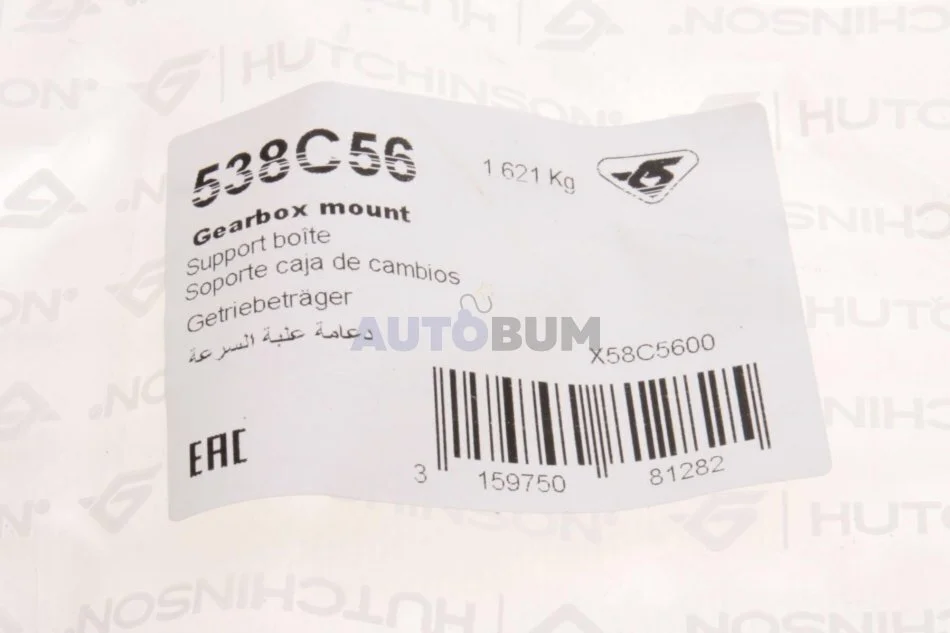 HUTCHINSON®
538C56
1 621 Kg
Gearbox mount
Support boîte
Soporte caja de cambios
Getriebeträger
دعامة علبة السرعة
AUTOBUM
X58C5600
EAC
3 159750 81282